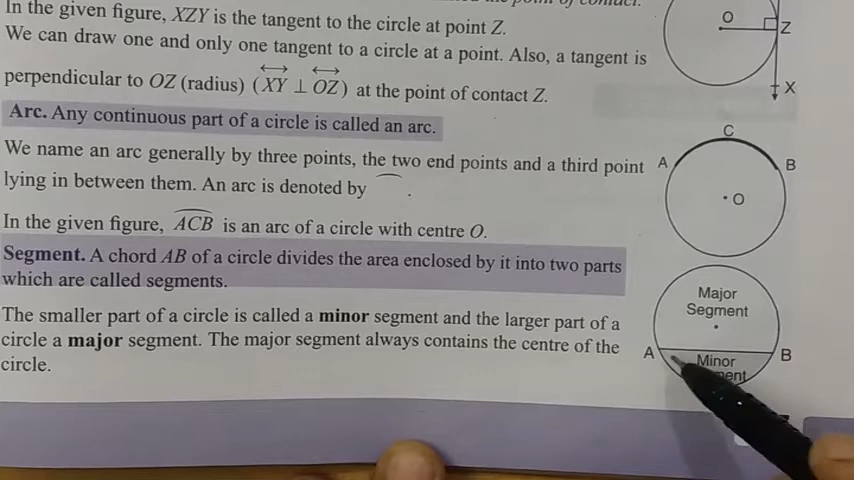 of contact.
In the given figure, XZY is the tangent to the circle at point Z.
We can draw one and only one tangent to a circle at a point. Also, a tangent is
perpendicular to OZ (radius) (XY ⊥ OZ) at the point of contact Z.
Arc. Any continuous part of a circle is called an arc.
We name an arc generally by three points, the two end points and a third point
lying in between them. An arc is denoted by ⌒ .
In the given figure, ACB is an arc of a circle with centre O.
Segment. A chord AB of a circle divides the area enclosed by it into two parts
which are called segments.
The smaller part of a circle is called a minor segment and the larger part of a
circle a major segment. The major segment always contains the centre of the
circle.
O
Z
X
C
A
B
O
Major
Segment
A
B
Minor